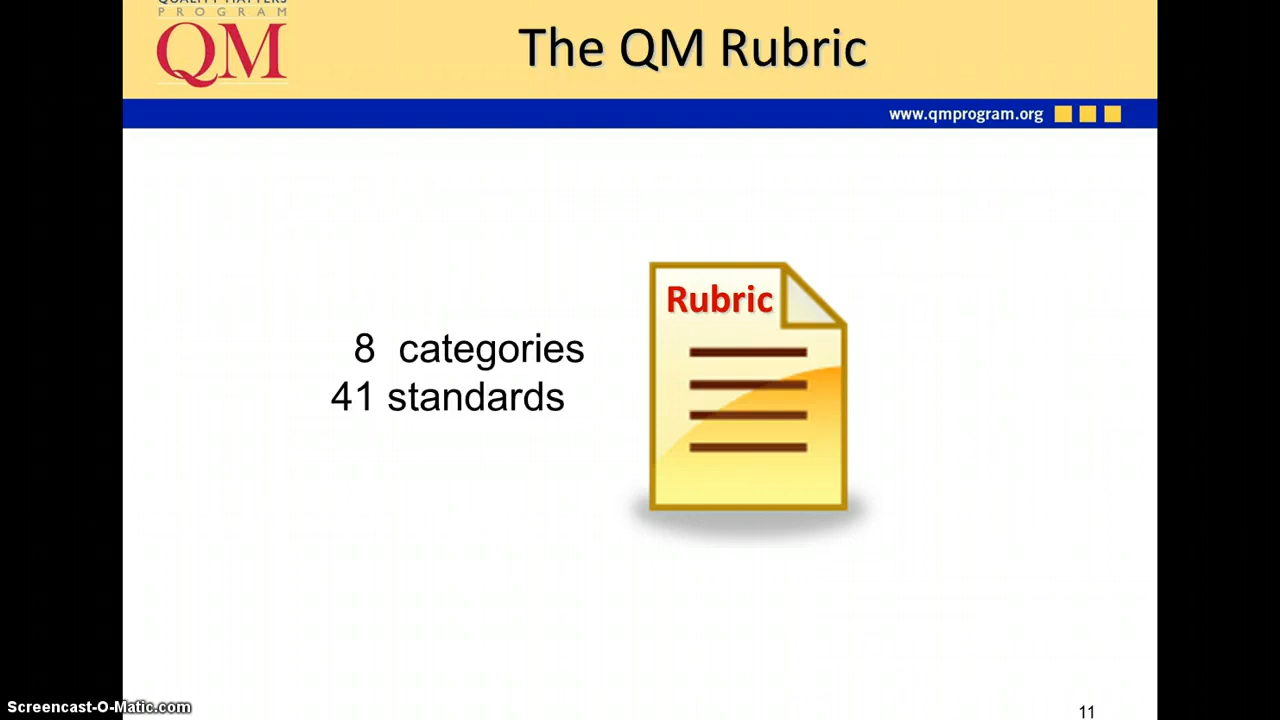 QUALITY MATTERS
PROGRAM
QM
The QM Rubric
www.qmprogram.org
Rubric
8 categories
41 standards
Screencast-O-Matic.com
11